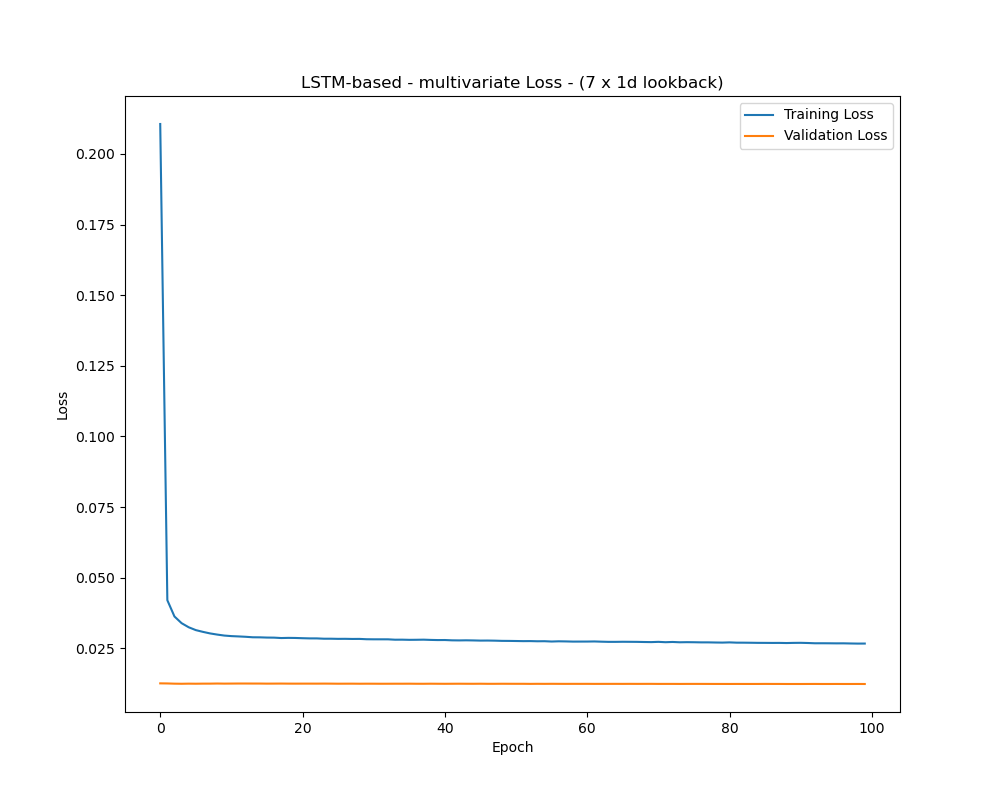 LSTM-based - multivariate Loss - (7 x 1d lookback)
Training Loss
Validation Loss
0.200
0.175
0.150
0.125
0.100
0.075
0.050
0.025
Loss
0 20 40 60 80 100
Epoch